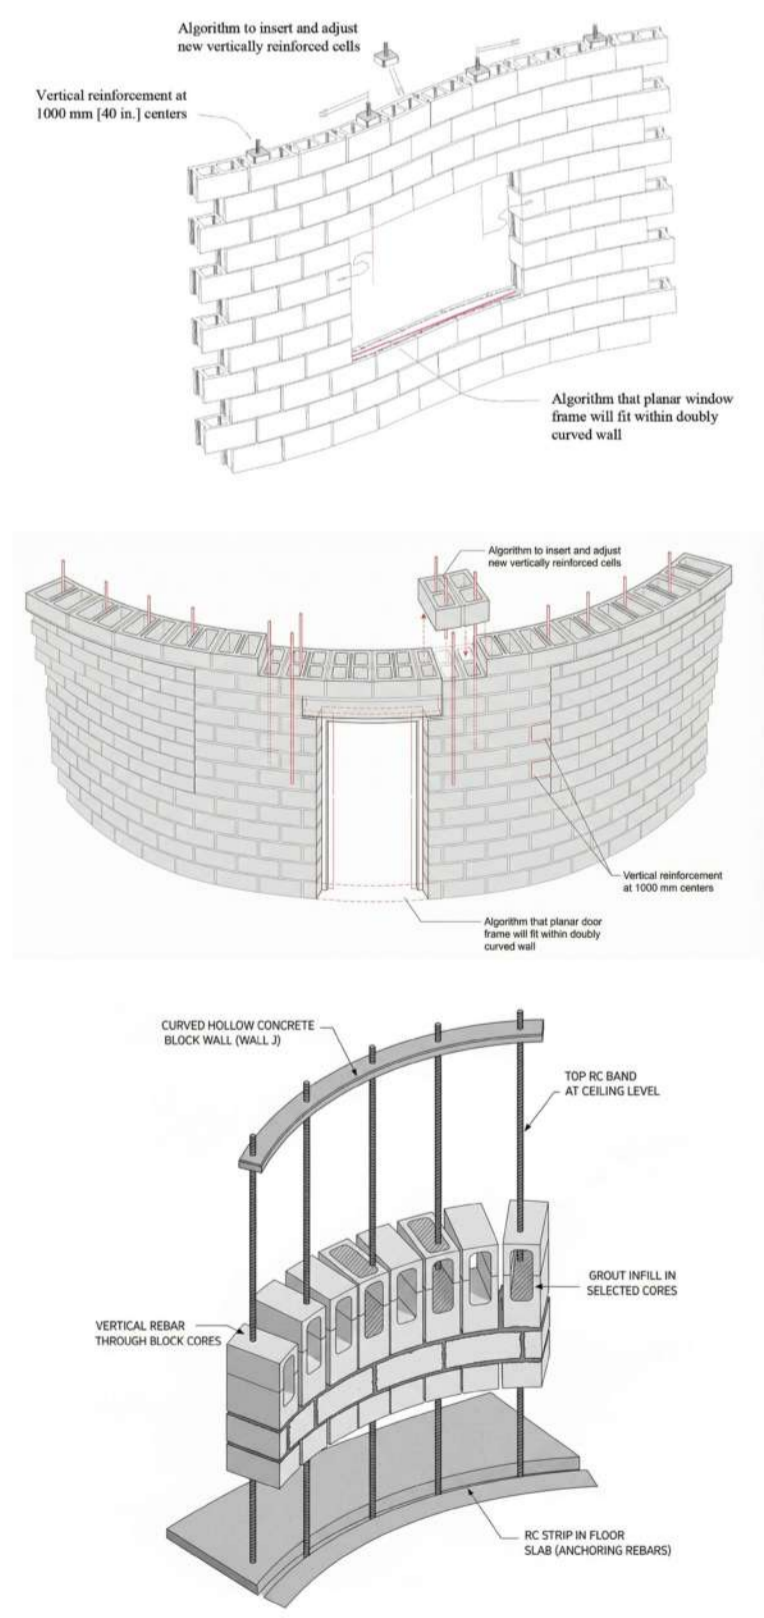 Algorithm to insert and adjust
new vertically reinforced cells
Vertical reinforcement at
1000 mm [40 in.] centers
Algorithm that planar window
frame will fit within doubly
curved wall
Algorithm to insert and adjust
new vertically reinforced cells
Vertical reinforcement
at 1000 mm centers
Algorithm that planar door
frame will fit within doubly
curved wall
CURVED HOLLOW CONCRETE
BLOCK WALL (WALL J)
TOP RC BAND
AT CEILING LEVEL
GROUT INFILL IN
SELECTED CORES
VERTICAL REBAR
THROUGH BLOCK CORES
RC STRIP IN FLOOR
SLAB (ANCHORING REBARS)